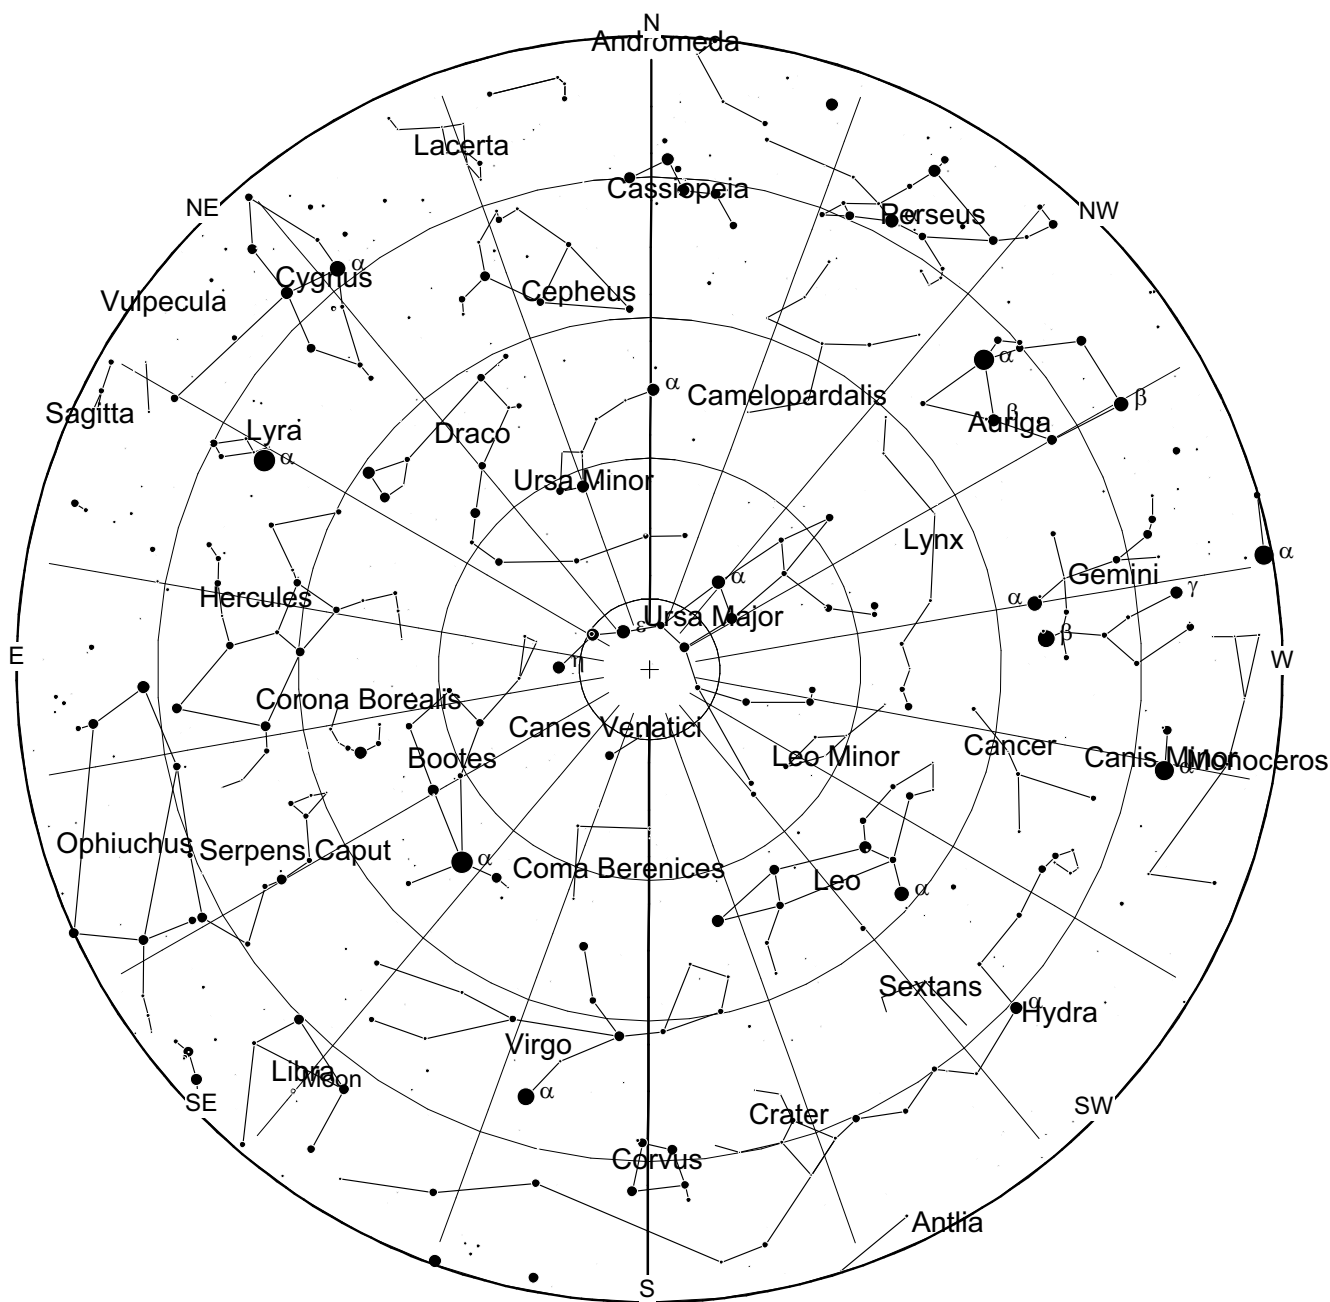 N
Andromeda
Lacerta
Cassiopeia
NE
α Perseus
NW
α
Cygnus
Vulpecula
Cepheus
α
α
Camelopardalis
β
β
Auriga
Sagitta
Lyra
α
Draco
Ursa Minor
Lynx
α
α
Gemini
γ
Hercules
α
Ursa Major
ε
β
E
η
W
Corona Borealis
Canes Venatici
Bootes
Leo Minor
Cancer
Canis Minor
Monoceros
α
Ophiuchus
Serpens Caput
α
Coma Berenices
Leo
α
Sextans
α
Hydra
Virgo
Libra
Moon
α
SE
Crater
SW
Corvus
Antlia
S